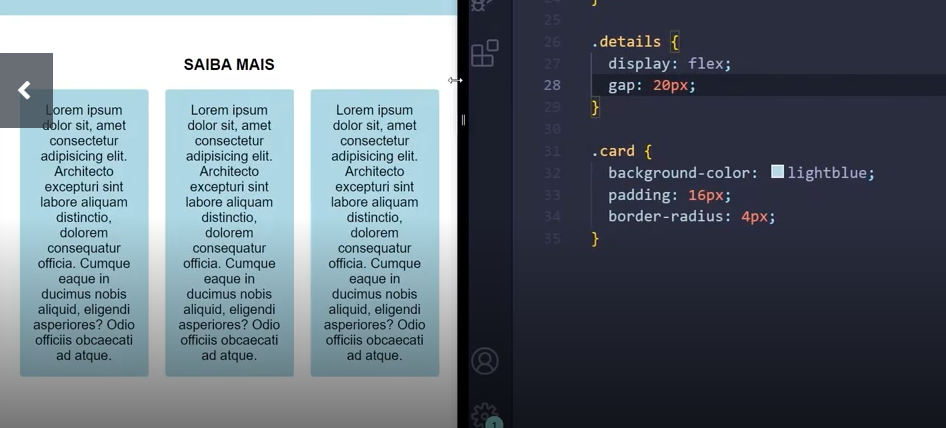 SAIBA MAIS
Lorem ipsum
dolor sit, amet
consectetur
adipisicing elit.
Architecto
excepturi sint
labore aliquam
distinctio,
dolorem
consequatur
officia. Cumque
eaque in
ducimus nobis
aliquid, eligendi
asperiores? Odio
officiis obcaecati
ad atque.
Lorem ipsum
dolor sit, amet
consectetur
adipisicing elit.
Architecto
excepturi sint
labore aliquam
distinctio,
dolorem
consequatur
officia. Cumque
eaque in
ducimus nobis
aliquid, eligendi
asperiores? Odio
officiis obcaecati
ad atque.
Lorem ipsum
dolor sit, amet
consectetur
adipisicing elit.
Architecto
excepturi sint
labore aliquam
distinctio,
dolorem
consequatur
officia. Cumque
eaque in
ducimus nobis
aliquid, eligendi
asperiores? Odio
officiis obcaecati
ad atque.
24 }
25
26 .details {
27 display: flex;
28 gap: 20px;
29 }
30
31 .card {
32 background-color: lightblue;
33 padding: 16px;
34 border-radius: 4px;
35 }
1